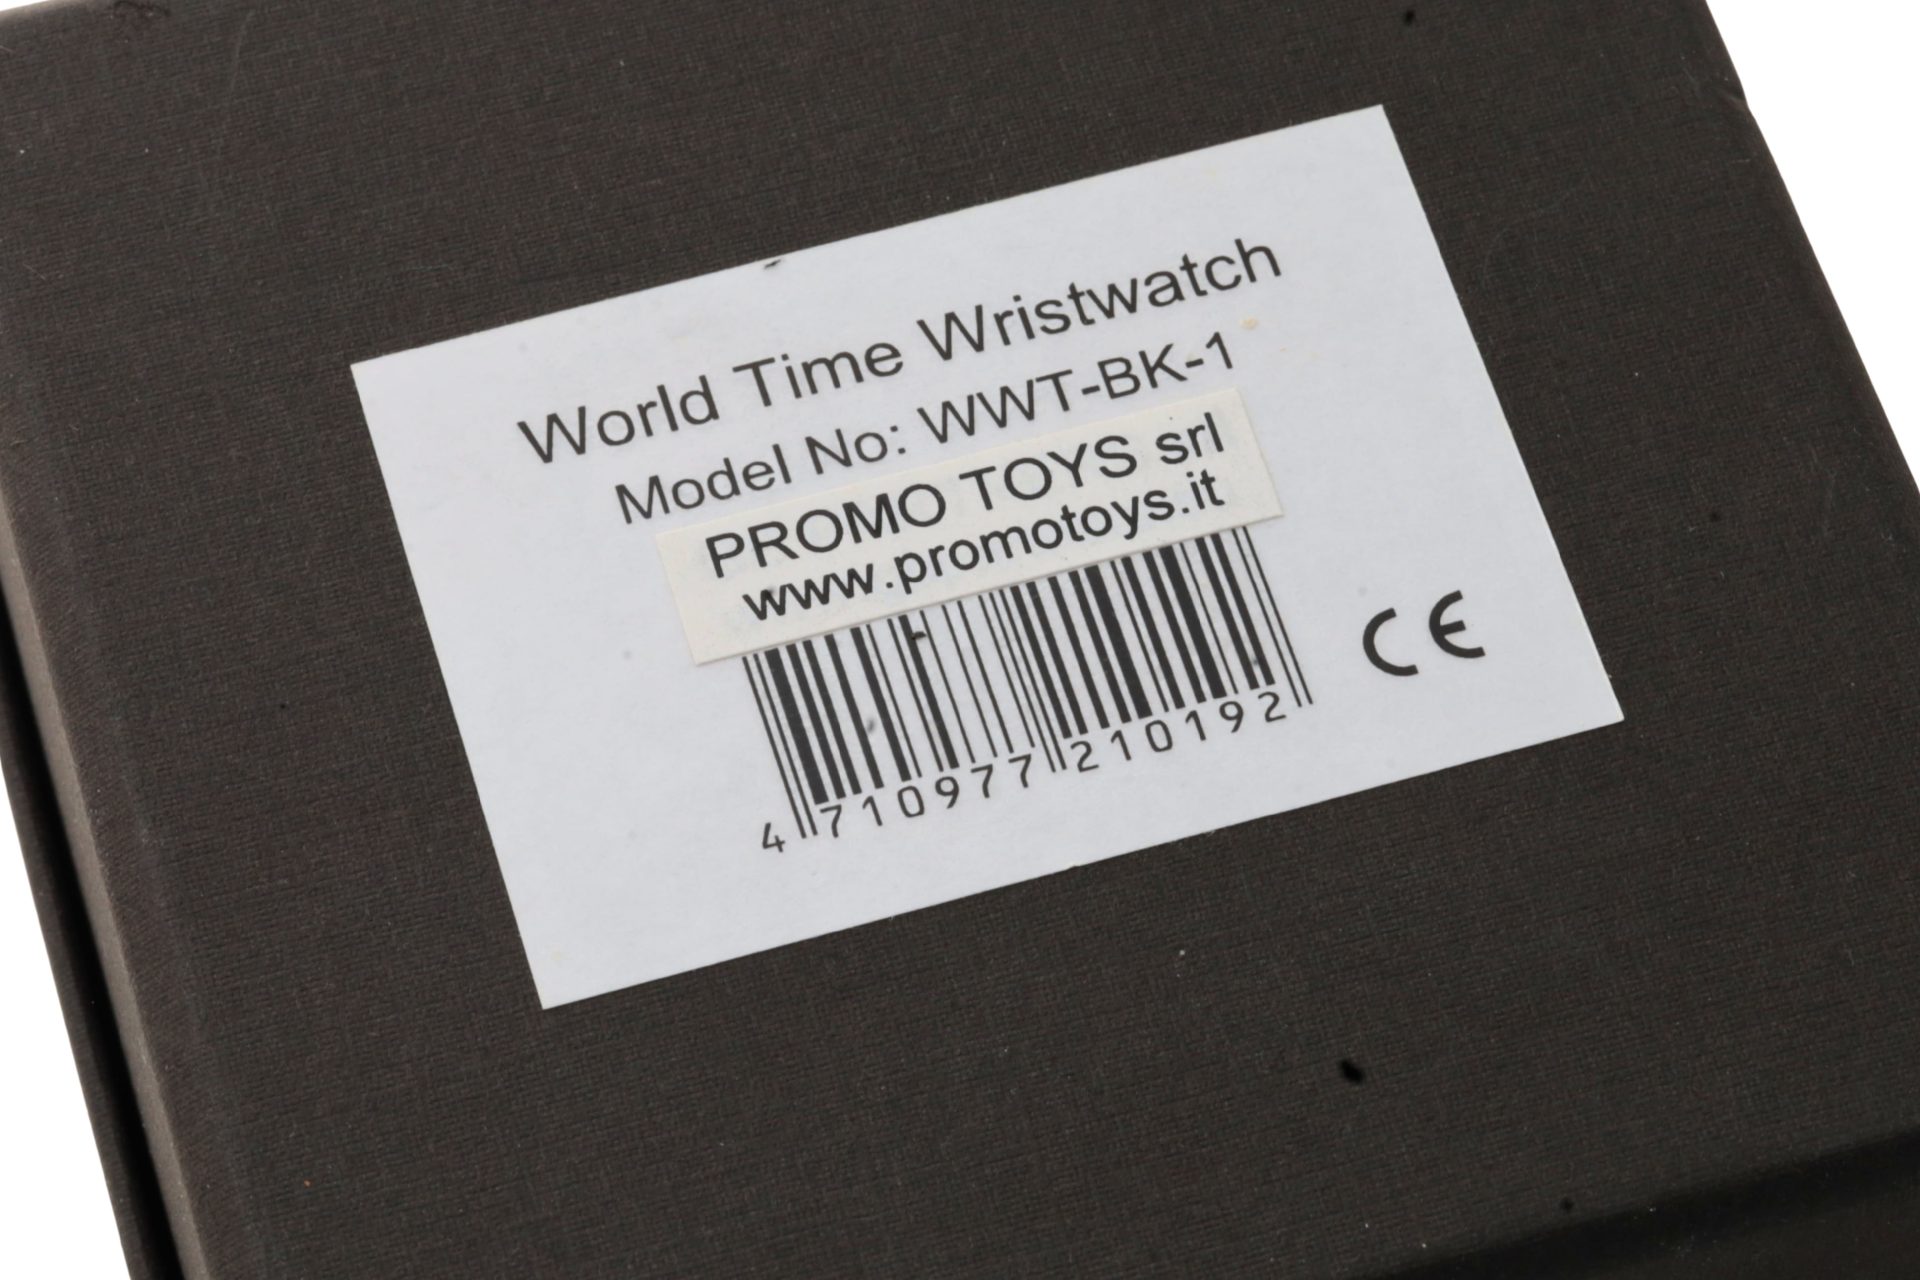 World Time Wristwatch
Model No: WWT-BK-1
PROMO TOYS srl
www.promotoys.it
4 710977 210192
CE